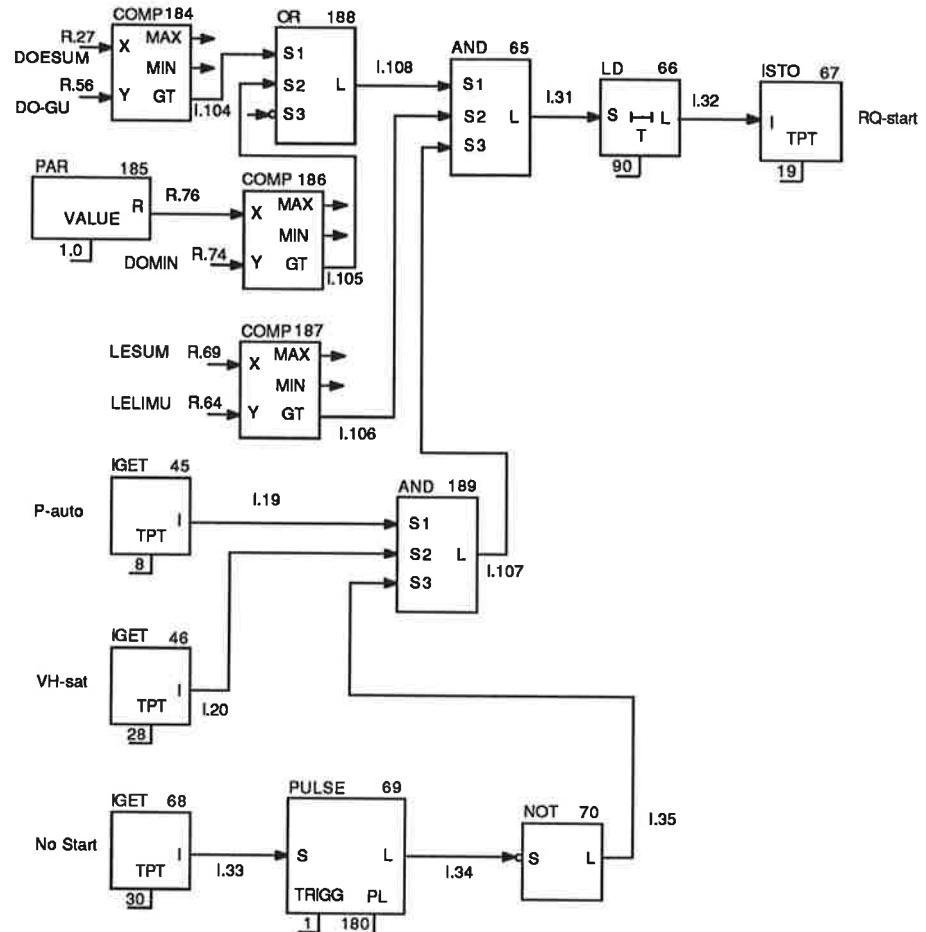 COMP 184
R.27
DOESUM
X
MAX
MIN
R.56
DO-GU
Y
GT
I.104
OR 188
S1
S2
S3
L
I.108
AND 65
S1
S2
S3
L
I.31
LD 66
S
L
T
90
I.32
ISTO 67
I
TPT
19
RQ-start
PAR 185
R
VALUE
1.0
R.76
COMP 186
X
MAX
MIN
DOMIN
R.74
Y
GT
I.105
COMP 187
LESUM
R.69
X
MAX
MIN
LELIMU
R.64
Y
GT
I.106
IGET 45
P-auto
I
TPT
8
I.19
AND 189
S1
S2
S3
L
I.107
IGET 46
VH-sat
I
TPT
28
I.20
IGET 68
No Start
I
TPT
30
I.33
PULSE 69
S
L
TRIGG
PL
1
180
I.34
NOT 70
S
L
I.35